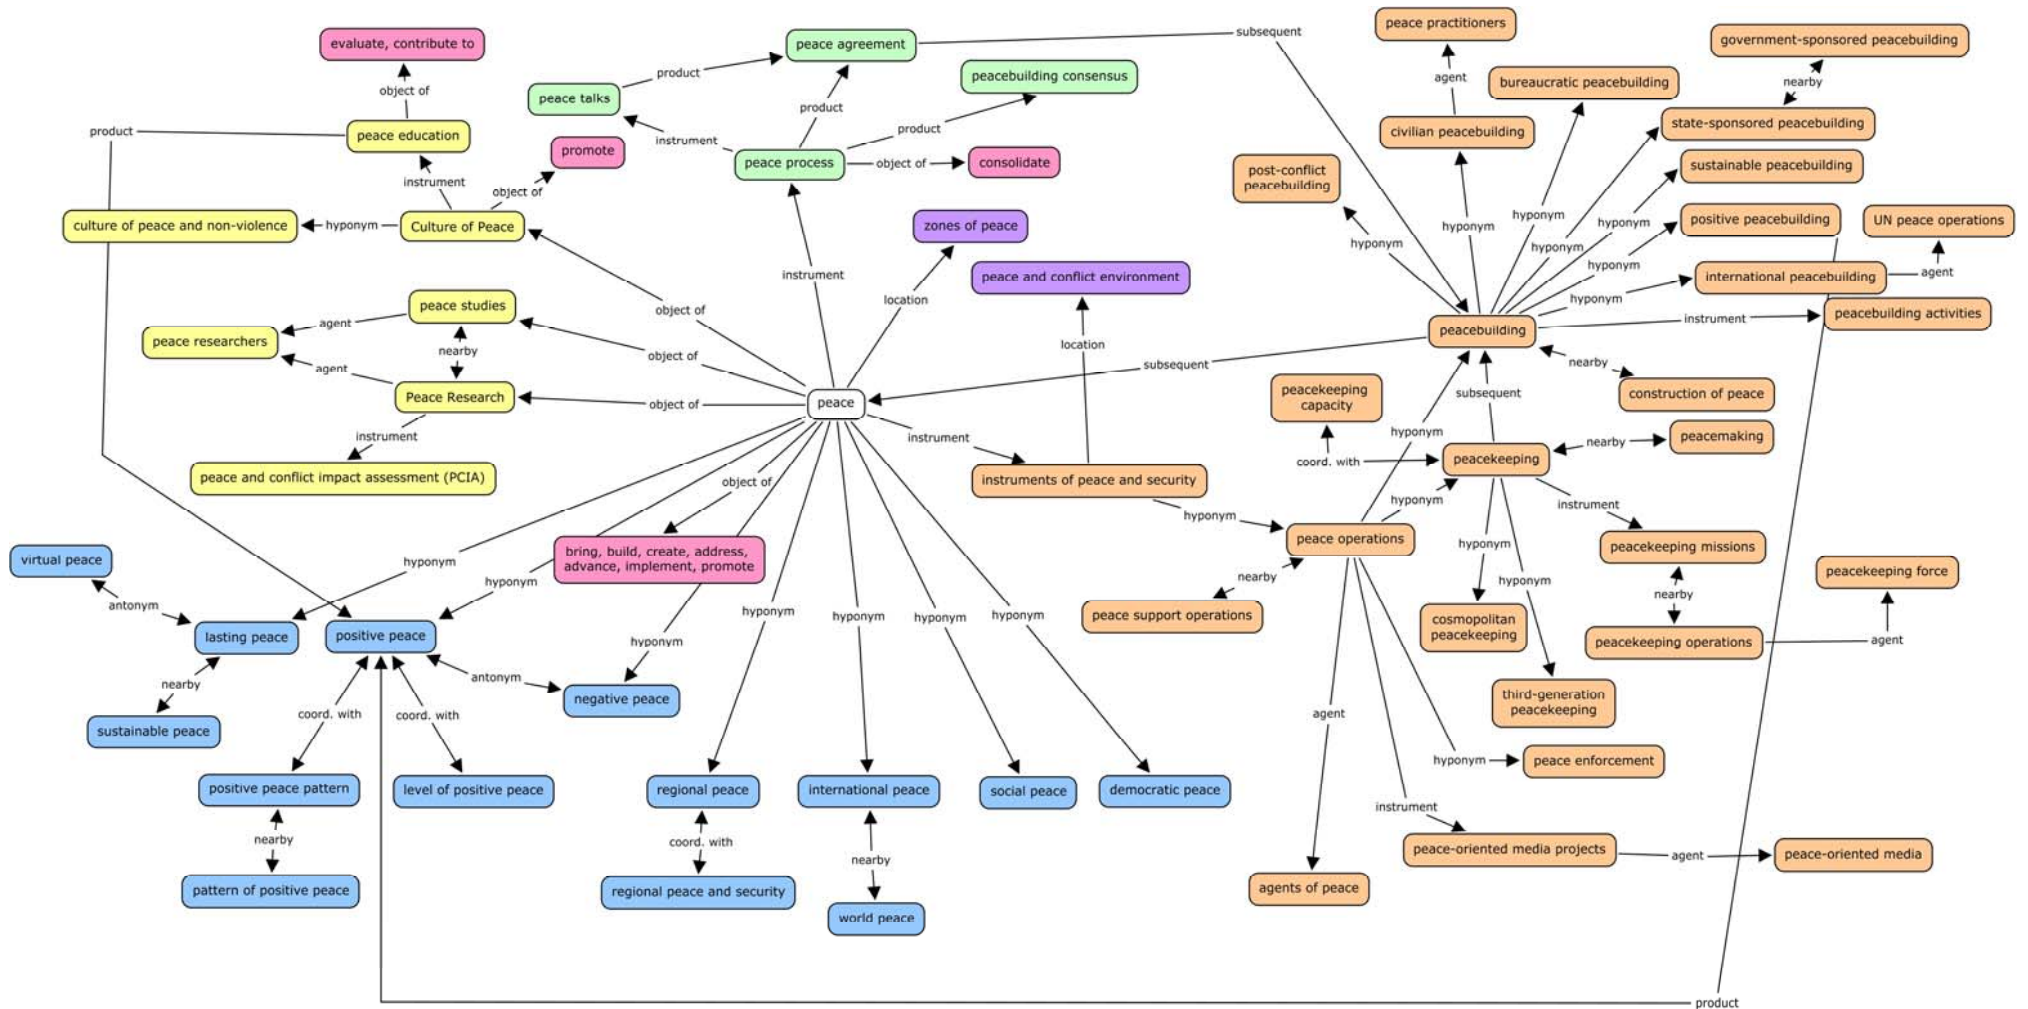 peace practitioners
government-sponsored peacebuilding
subsequent
evaluate, contribute to
peace agreement
product
peacebuilding consensus
agent
bureaucratic peacebuilding
nearby
object of
peace talks
product
product
product
peace education
instrument
civilian peacebuilding
state-sponsored peacebuilding
promote
peace process
object of
consolidate
post-conflict
peacebuilding
sustainable peacebuilding
instrument
object of
culture of peace and non-violence
hyponym
Culture of Peace
zones of peace
hyponym
hyponym
hyponym
hyponym
hyponym
positive peacebuilding
UN peace operations
peace and conflict environment
instrument
hyponym
hyponym
international peacebuilding
agent
location
object of
peace studies
agent
peace researchers
nearby
object of
agent
location
peacebuilding
instrument
peacebuilding activities
subsequent
nearby
Peace Research
object of
peace
peacekeeping
capacity
subsequent
construction of peace
instrument
instrument
hyponym
nearby
peacemaking
peace and conflict impact assessment (PCIA)
object of
instruments of peace and security
coord. with
peacekeeping
hyponym
hyponym
instrument
peace operations
hyponym
peacekeeping missions
bring, build, create, address,
advance, implement, promote
virtual peace
hyponym
hyponym
nearby
hyponym
nearby
peacekeeping force
antonym
lasting peace
positive peace
hyponym
hyponym
hyponym
hyponym
hyponym
peace support operations
cosmopolitan
peacekeeping
peacekeeping operations
agent
nearby
antonym
negative peace
third-generation
peacekeeping
sustainable peace
coord. with
coord. with
agent
hyponym
peace enforcement
positive peace pattern
level of positive peace
regional peace
international peace
social peace
democratic peace
instrument
nearby
coord. with
nearby
peace-oriented media projects
agent
peace-oriented media
pattern of positive peace
regional peace and security
world peace
agents of peace
product